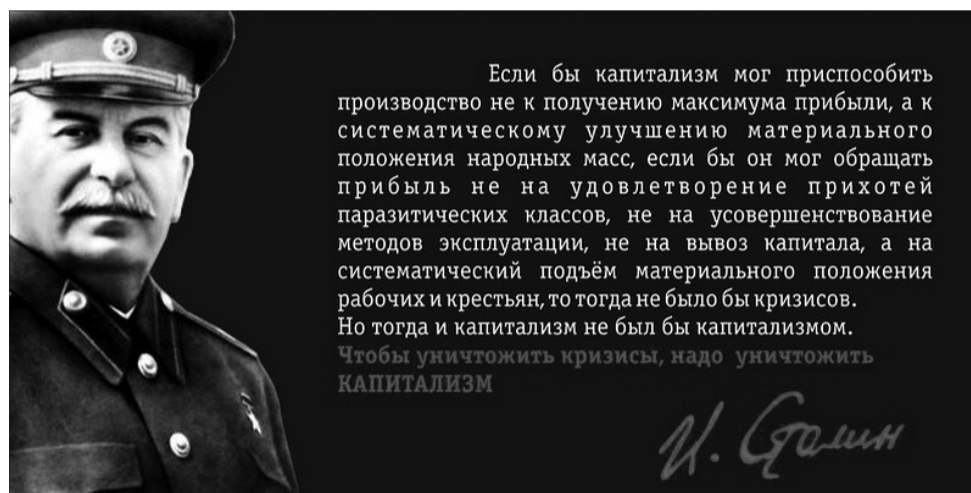 Если бы капитализм мог приспособить
производство не к получению максимума прибыли, а к
систематическому улучшению материального
положения народных масс, если бы он мог обращать
прибыль не на удовлетворение прихотей
паразитических классов, не на усовершенствование
методов эксплуатации, не на вывоз капитала, а на
систематический подъём материального положения
рабочих и крестьян, то тогда не было бы кризисов.
Но тогда и капитализм не был бы капитализмом.
Чтобы уничтожить кризисы, надо уничтожить
КАПИТАЛИЗМ
И. Сталин